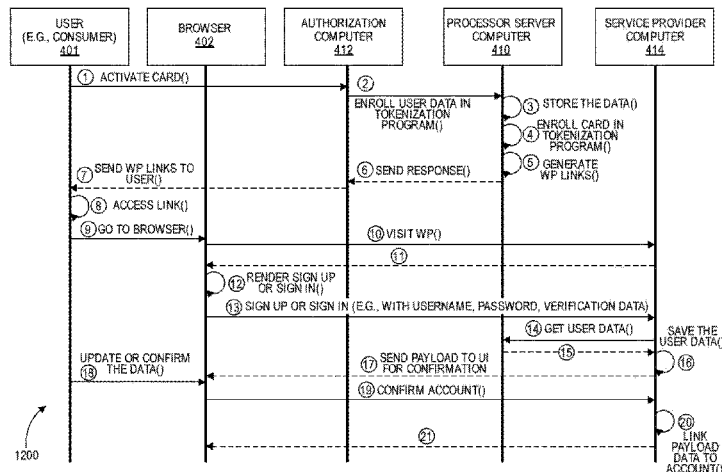 USER
(E.G., CONSUMER)
401
BROWSER
402
AUTHORIZATION
COMPUTER
412
PROCESSOR SERVER
COMPUTER
410
SERVICE PROVIDER
COMPUTER
414
1 ACTIVATE CARD()
2
ENROLL USER DATA IN
TOKENIZATION
PROGRAM()
3 STORE THE DATA()
4 ENROLL CARD IN
TOKENIZATION
PROGRAM()
5 GENERATE
WP LINKS()
6 SEND RESPONSE()
7 SEND WP LINKS TO
USER()
8 ACCESS LINK()
9 GO TO BROWSER()
10 VISIT WP()
11
12 RENDER SIGN UP
OR SIGN IN()
13 SIGN UP OR SIGN IN (E.G., WITH USERNAME, PASSWORD, VERIFICATION DATA)
14 GET USER DATA()
15
SAVE THE
USER DATA()
16
17 SEND PAYLOAD TO UI
FOR CONFIRMATION
UPDATE OR CONFIRM
18 THE DATA()
19 CONFIRM ACCOUNT()
20
LINK
PAYLOAD
DATA TO
ACCOUNT()
21
1200